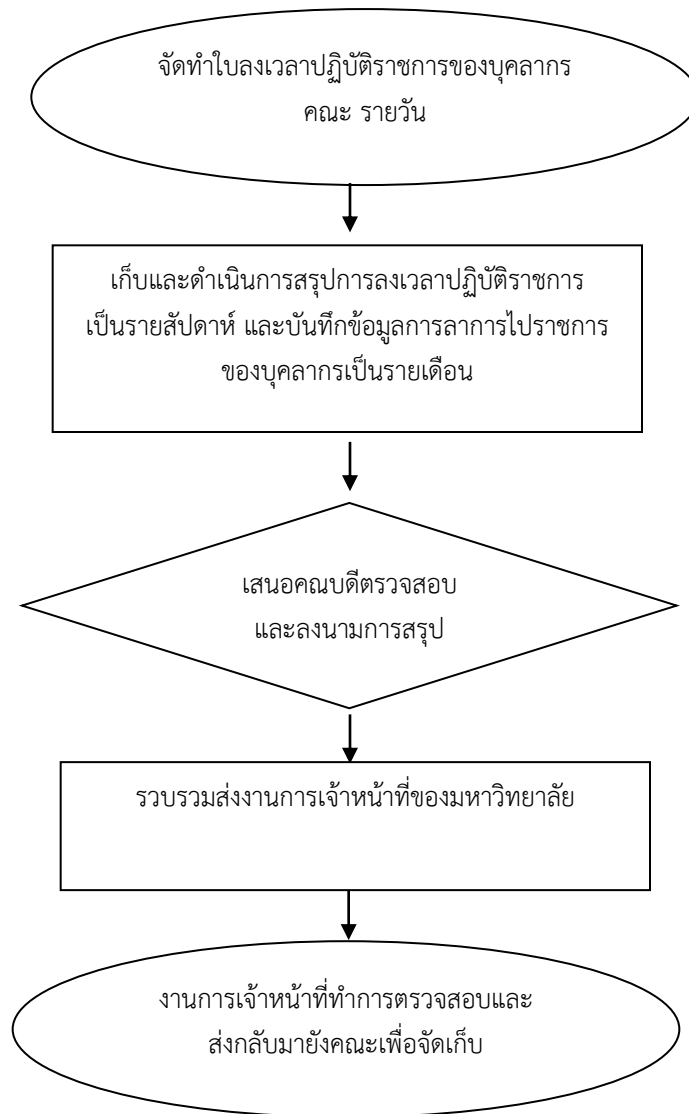 จัดทำใบลงเวลาปฏิบัติราชการของบุคลากร
คณะ รายวัน
เก็บและดำเนินการสรุปการลงเวลาปฏิบัติราชการ
เป็นรายสัปดาห์ และบันทึกข้อมูลการลาการไปราชการ
ของบุคลากรเป็นรายเดือน
เสนอคณบดีตรวจสอบ
และลงนามการสรุป
รวบรวมส่งงานการเจ้าหน้าที่ของมหาวิทยาลัย
งานการเจ้าหน้าที่ทำการตรวจสอบและ
ส่งกลับมายังคณะเพื่อจัดเก็บ